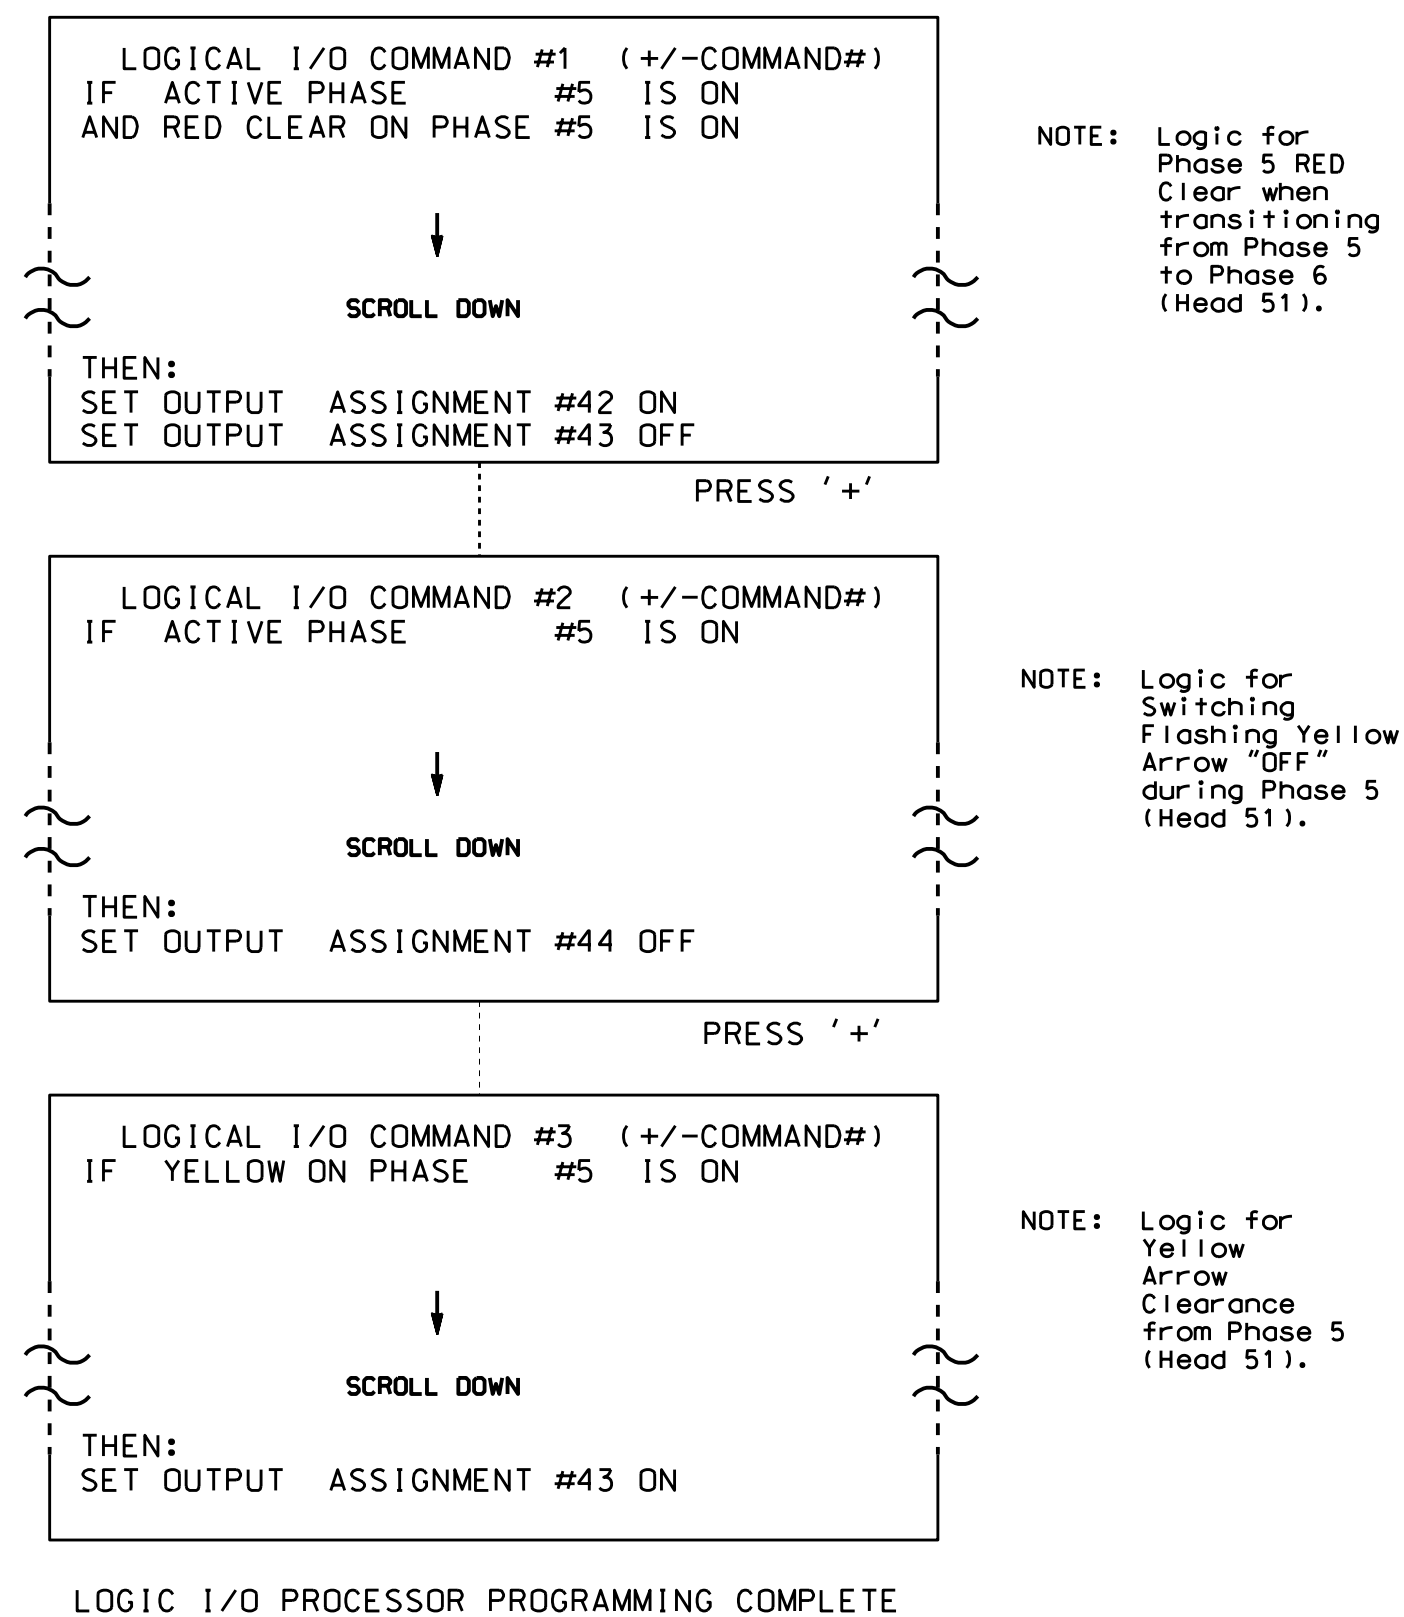 LOGICAL I/O COMMAND #1 (+/-COMMAND#)
IF ACTIVE PHASE #5 IS ON
AND RED CLEAR ON PHASE #5 IS ON
SCROLL DOWN
THEN:
SET OUTPUT ASSIGNMENT #42 ON
SET OUTPUT ASSIGNMENT #43 OFF
NOTE: Logic for
Phase 5 RED
Clear when
transitioning
from Phase 5
to Phase 6
(Head 51).
PRESS '+'
LOGICAL I/O COMMAND #2 (+/-COMMAND#)
IF ACTIVE PHASE #5 IS ON
SCROLL DOWN
THEN:
SET OUTPUT ASSIGNMENT #44 OFF
NOTE: Logic for
Switching
Flashing Yellow
Arrow "OFF"
during Phase 5
(Head 51).
PRESS '+'
LOGICAL I/O COMMAND #3 (+/-COMMAND#)
IF YELLOW ON PHASE #5 IS ON
SCROLL DOWN
THEN:
SET OUTPUT ASSIGNMENT #43 ON
NOTE: Logic for
Yellow
Arrow
Clearance
from Phase 5
(Head 51).
LOGIC I/O PROCESSOR PROGRAMMING COMPLETE